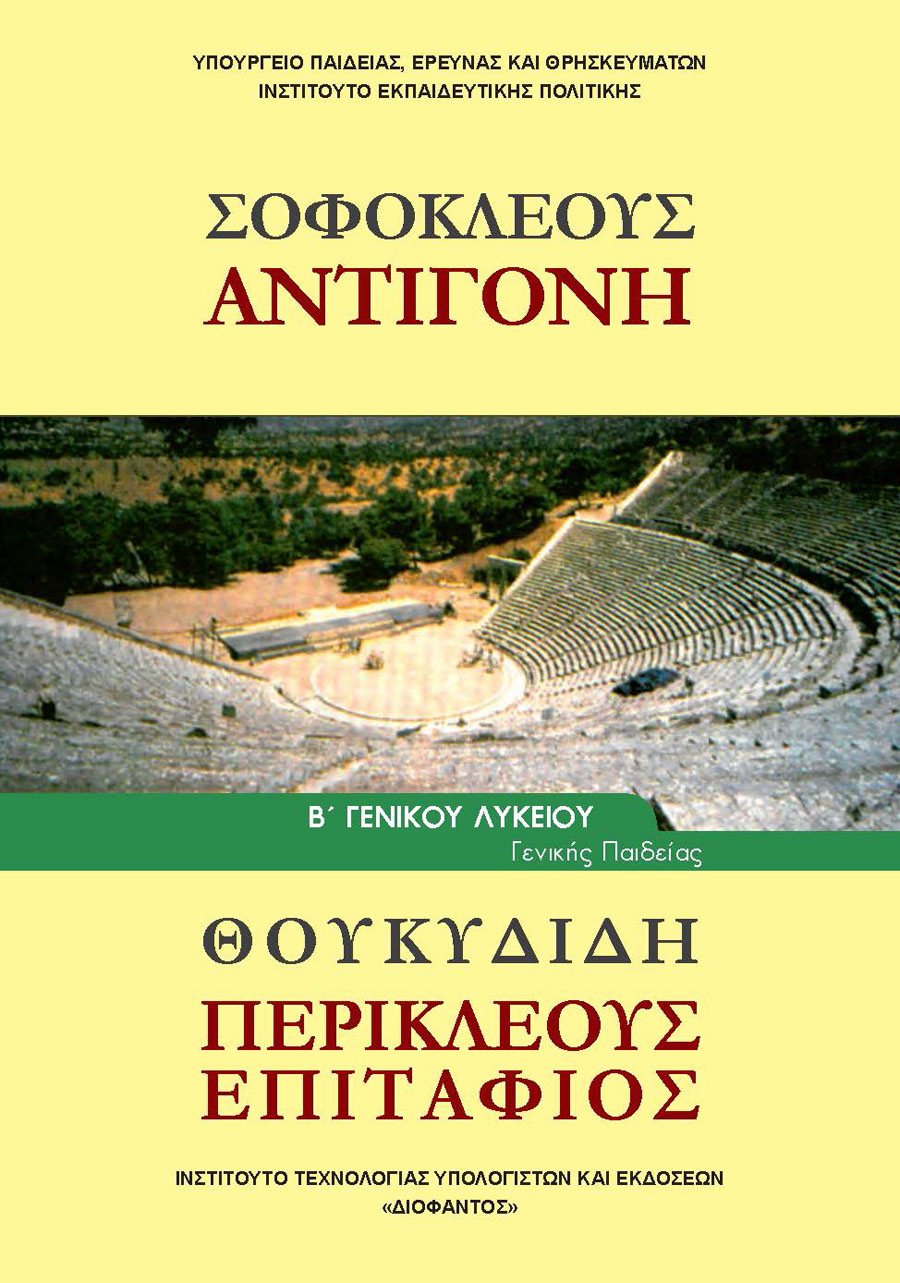 ΥΠΟΥΡΓΕΙΟ ΠΑΙΔΕΙΑΣ, ΕΡΕΥΝΑΣ ΚΑΙ ΘΡΗΣΚΕΥΜΑΤΩΝ
ΙΝΣΤΙΤΟΥΤΟ ΕΚΠΑΙΔΕΥΤΙΚΗΣ ΠΟΛΙΤΙΚΗΣ
ΣΟΦΟΚΛΕΟΥΣ
ΑΝΤΙΓΟΝΗ
Β΄ ΓΕΝΙΚΟΥ ΛΥΚΕΙΟΥ
Γενικής Παιδείας
ΘΟΥΚΥΔΙΔΗ
ΠΕΡΙΚΛΕΟΥΣ
ΕΠΙΤΑΦΙΟΣ
ΙΝΣΤΙΤΟΥΤΟ ΤΕΧΝΟΛΟΓΙΑΣ ΥΠΟΛΟΓΙΣΤΩΝ ΚΑΙ ΕΚΔΟΣΕΩΝ
«ΔΙΟΦΑΝΤΟΣ»